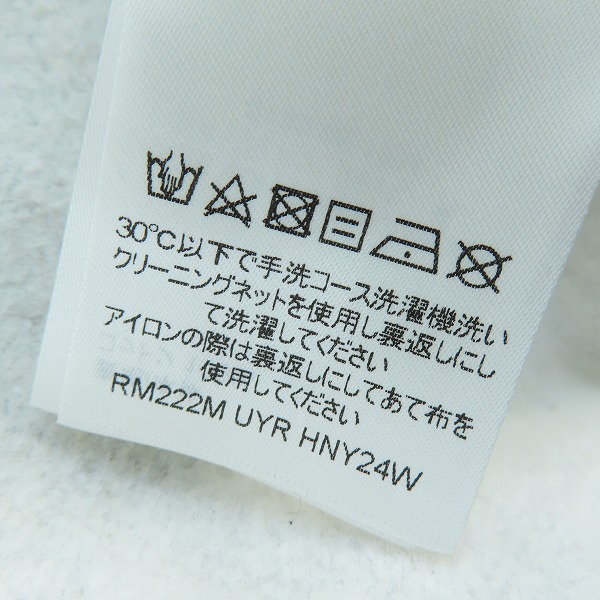 30℃以下で手洗コース洗濯機洗い
クリーニングネットを使用し裏返しにし
て洗濯してください
アイロンの際は裏返しにしてあて布を
使用してください
RM222M UYR HNY24W